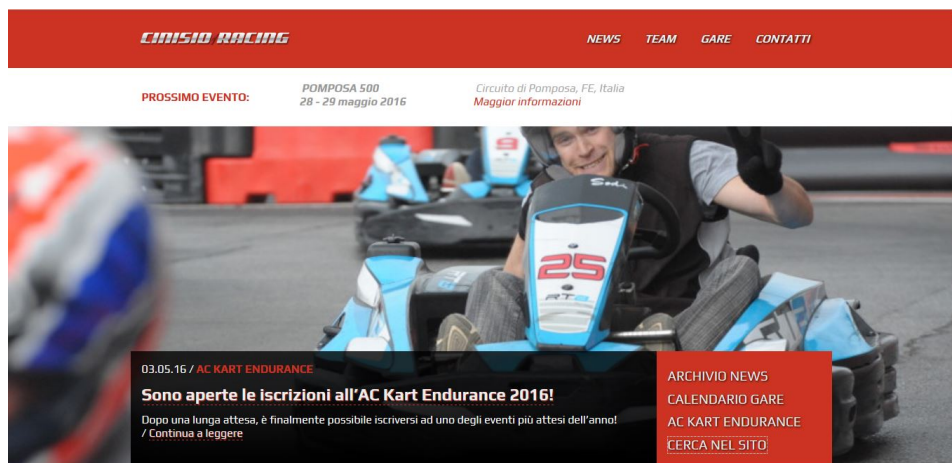 CINISIO RACING
NEWS TEAM GARE CONTATTI
PROSSIMO EVENTO:
POMPOSA 500
28 - 29 maggio 2016
Circuito di Pomposa, FE, Italia
Maggior informazioni
Sodi
25
RTS
03.05.16 / AC KART ENDURANCE
Sono aperte le iscrizioni all'AC Kart Endurance 2016!
Dopo una lunga attesa, è finalmente possibile iscriversi ad uno degli eventi più attesi dell'anno!
/ Continua a leggere
ARCHIVIO NEWS
CALENDARIO GARE
AC KART ENDURANCE
CERCA NEL SITO